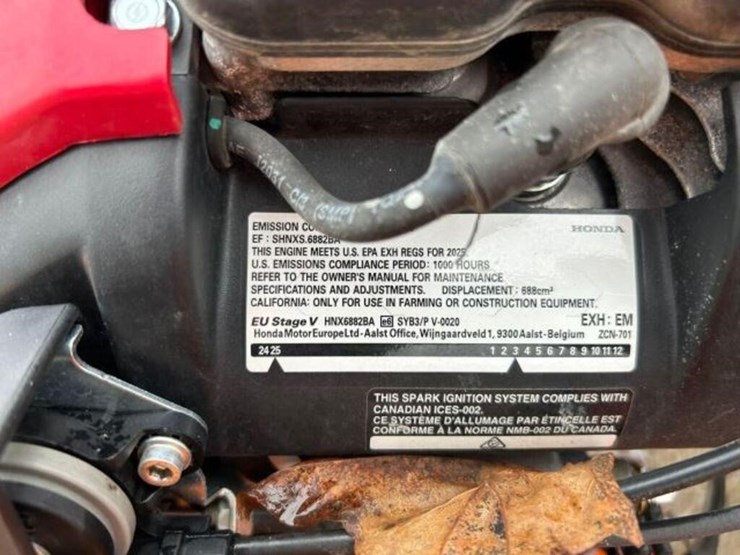 EMISSION
HONDA
EF : SHNXS.6882BA
THIS ENGINE MEETS U.S. EPA EXH REGS FOR 2025.
U.S. EMISSIONS COMPLIANCE PERIOD: 1000 HOURS
REFER TO THE OWNER'S MANUAL FOR MAINTENANCE
SPECIFICATIONS AND ADJUSTMENTS. DISPLACEMENT : 688cm³
CALIFORNIA: ONLY FOR USE IN FARMING OR CONSTRUCTION EQUIPMENT.
EU Stage V HNX6882BA e6 SYB3/P V-0020 EXH : EM
Honda Motor Europe Ltd - Aalst Office, Wijngaardveld 1, 9300 Aalst - Belgium ZCN-701
24 25 1 2 3 4 5 6 7 8 9 10 11 12
THIS SPARK IGNITION SYSTEM COMPLIES WITH
CANADIAN ICES-002.
CE SYSTÈME D'ALLUMAGE PAR ÉTINCELLE EST
CONFORME À LA NORME NMB-002 DU CANADA.